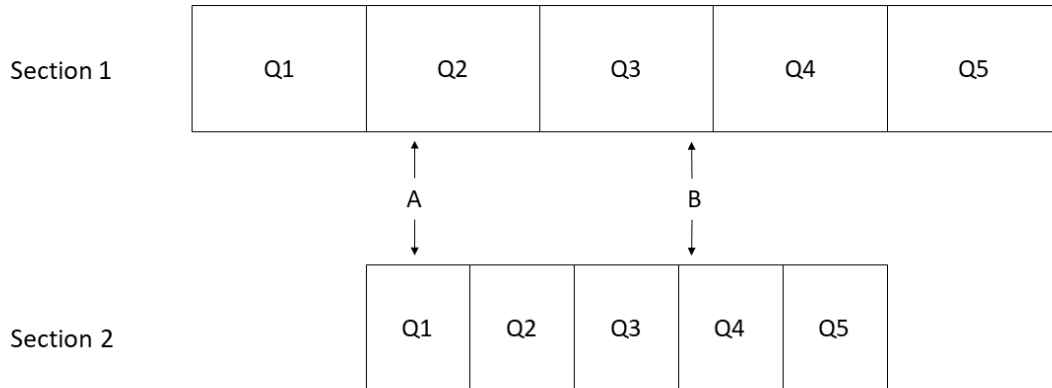 Section 1 Q1 Q2 Q3 Q4 Q5
A B
Section 2 Q1 Q2 Q3 Q4 Q5